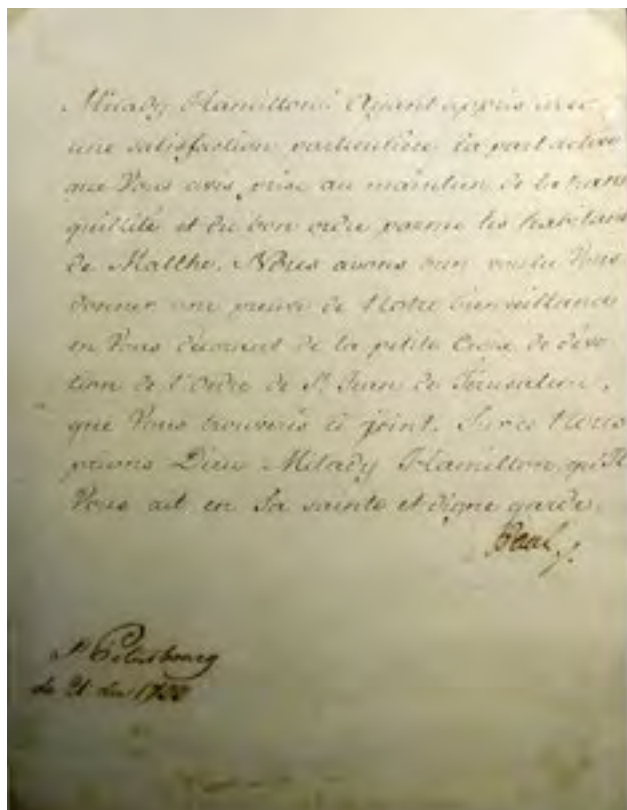 Milady Hamilton! Ayant appris avec
une satisfaction particulière la part active
que Vous avés prise au maintien de la tran
quillité et du bon ordre parmi les habitans
de Malthe. Nous avons bien voulu Vous
donner une preuve de Notre bienveillance
en Vous décorant de la petite Croix de dévo
tion de l'Ordre de St. Jean de Jérusalem,
que Vous trouverés ci joint. Sur ce Nous
prions Dieu Milady Hamilton, qu'Il
Vous ait en Sa sainte et digne garde.
Paul
St. Petersbourg